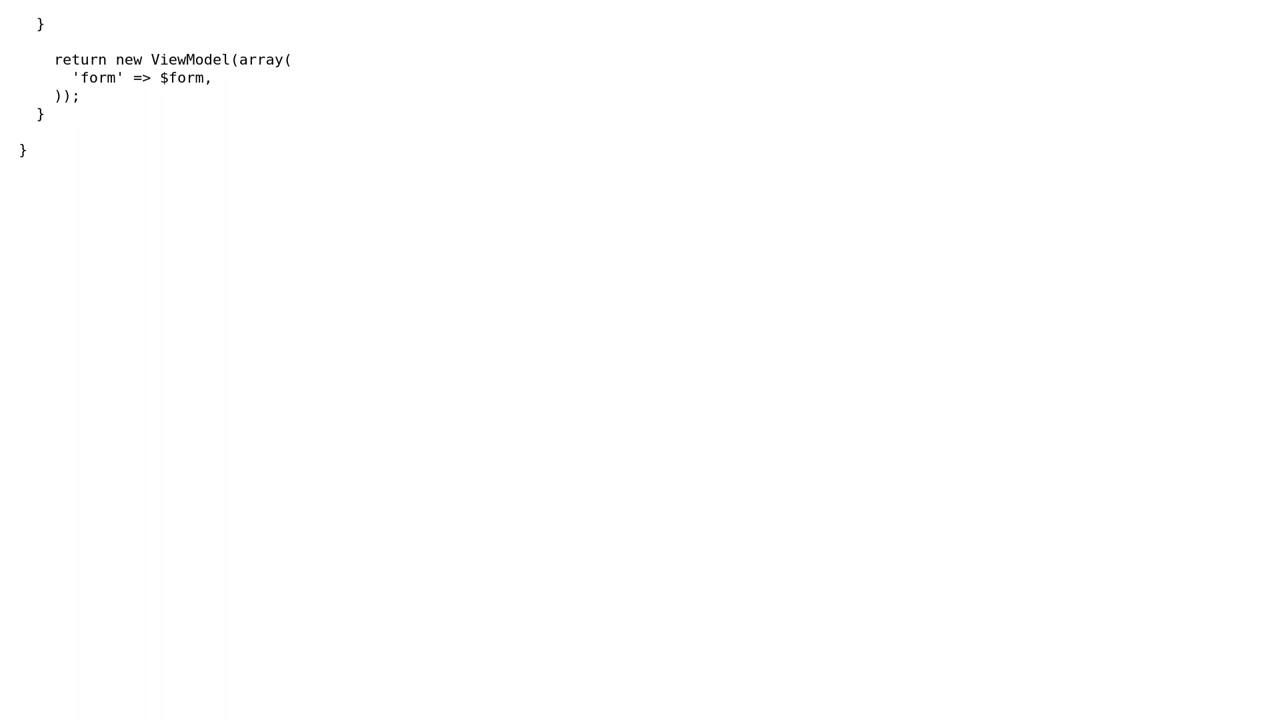 }

    return new ViewModel(array(
      'form' => $form,
    ));
  }

}